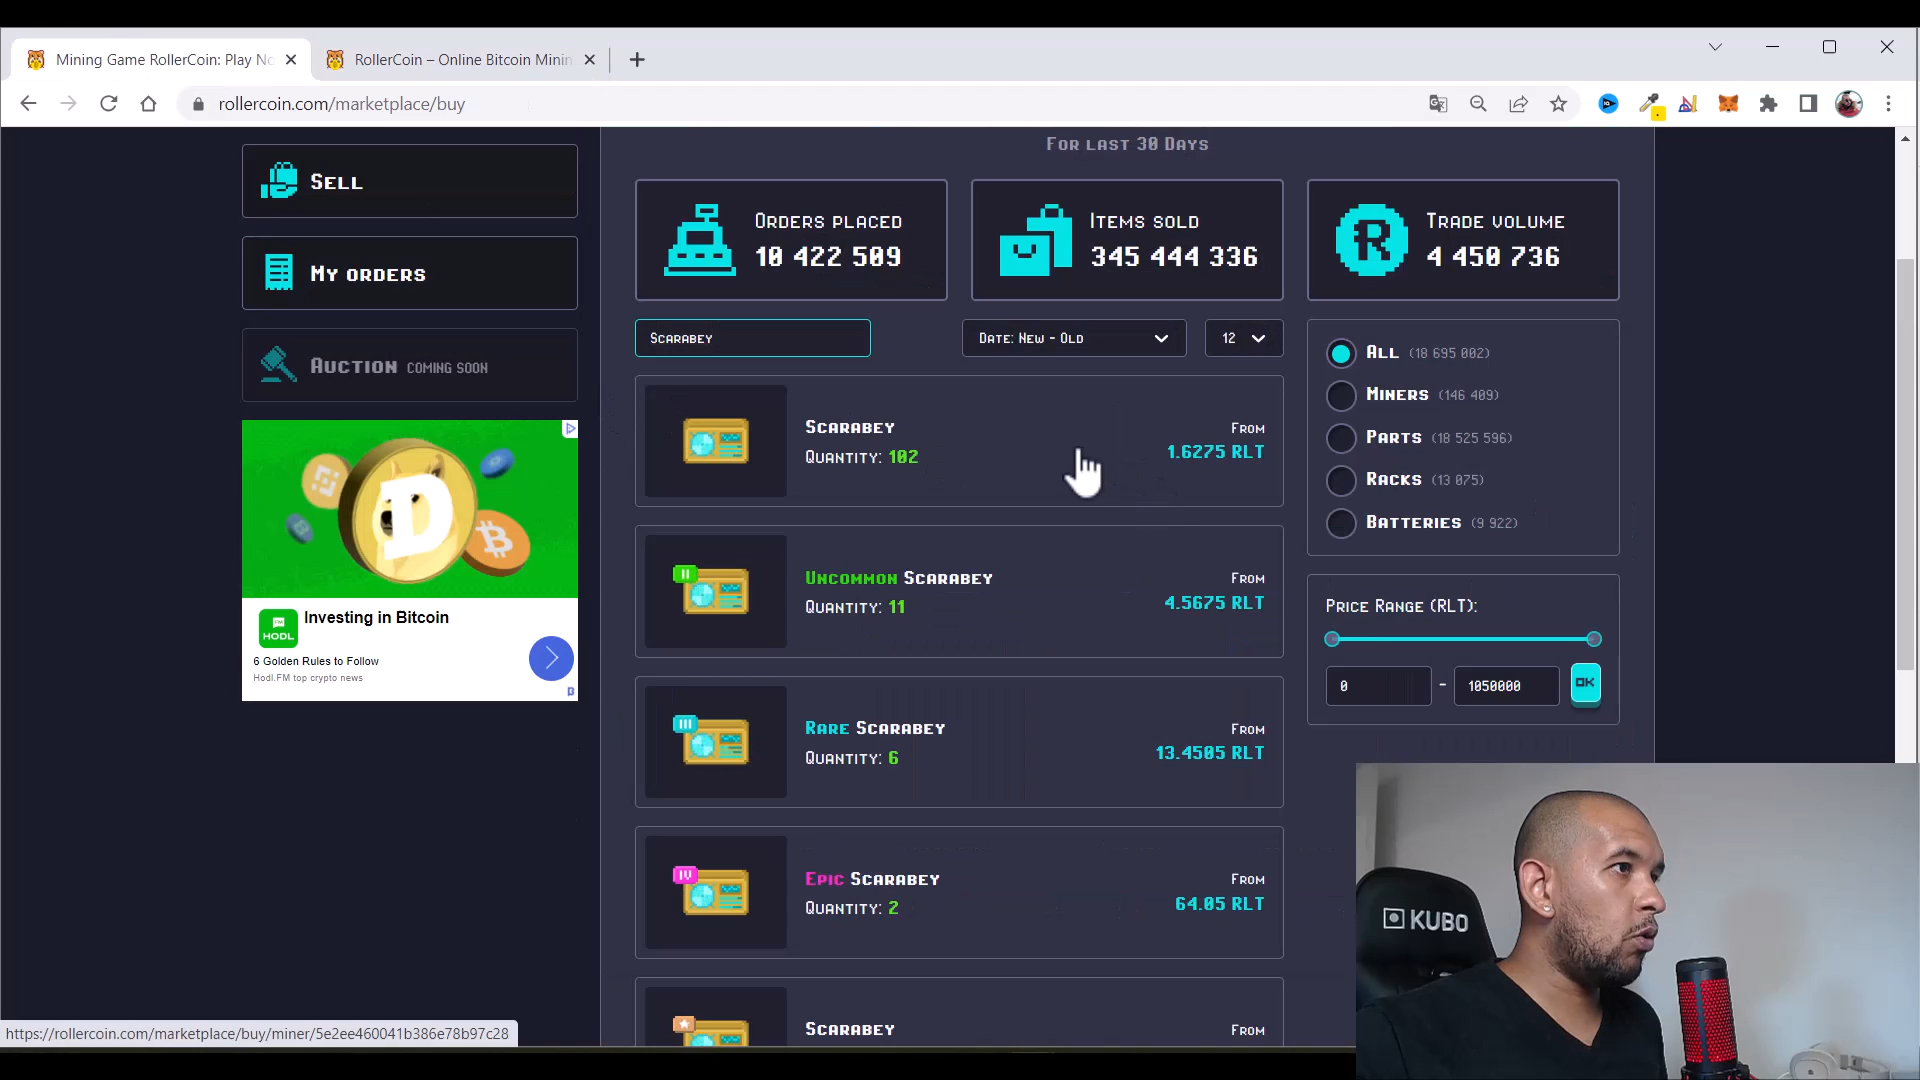 Mining Game RollerCoin: Play No
RollerCoin – Online Bitcoin Minin
rollercoin.com/marketplace/buy
For last 30 Days
Sell
My orders
Auction coming soon
Orders placed
10 422 509
Items sold
345 444 336
Trade volume
4 450 736
Scarabey
Date: New - Old
12
Scarabey
Quantity: 102
From
1.6275 RLT
Uncommon Scarabey
Quantity: 11
From
4.5675 RLT
Rare Scarabey
Quantity: 6
From
13.4505 RLT
Epic Scarabey
Quantity: 2
From
64.05 RLT
Scarabey
From
II
III
IV
All (18 695 002)
Miners (146 409)
Parts (18 525 596)
Racks (13 075)
Batteries (9 922)
Price Range (RLT):
0 - 1050000 OK
HODL
Investing in Bitcoin
6 Golden Rules to Follow
Hodl.FM top crypto news
KUBO
https://rollercoin.com/marketplace/buy/miner/5e2ee460041b386e78b97c28